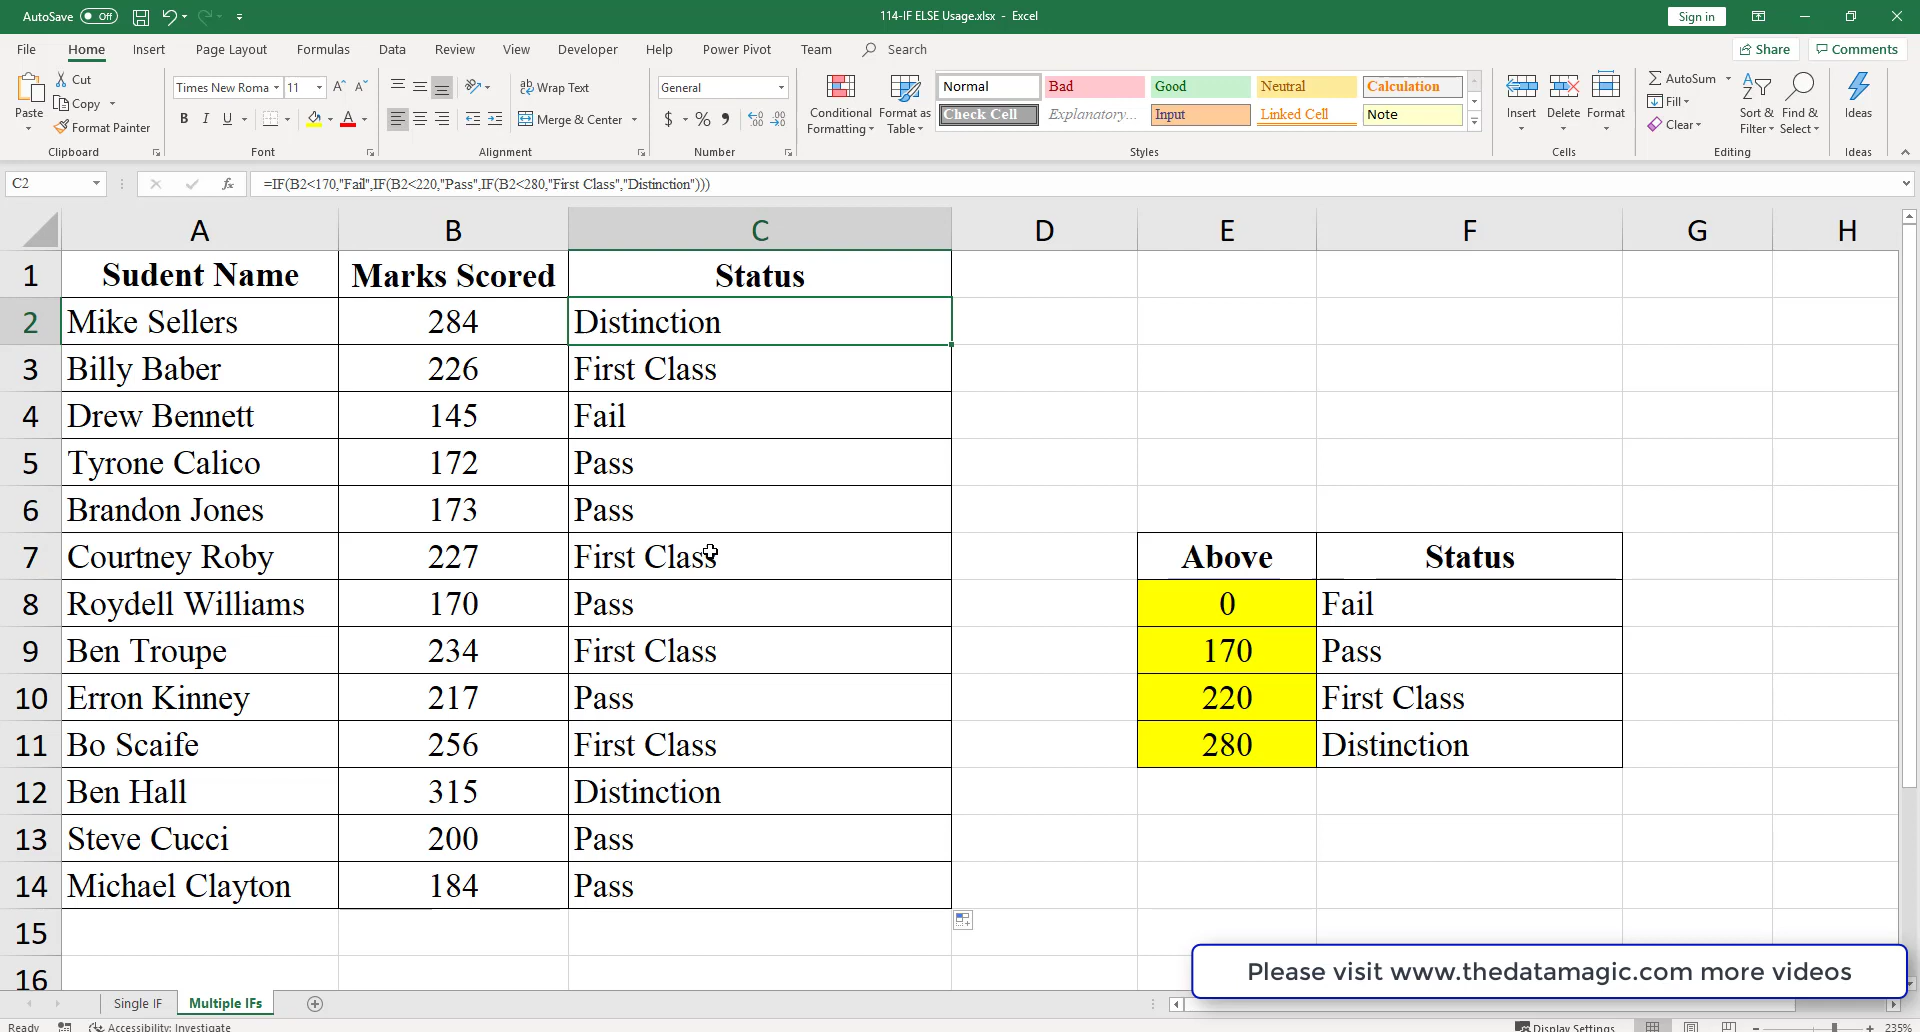 AutoSave Off 114-IF ELSE Usage.xlsx - Excel Sign in
File Home Insert Page Layout Formulas Data Review View Developer Help Power Pivot Team Search Share Comments
Paste Cut Copy Format Painter
Clipboard
Times New Roma 11 B I U A A
Font
Wrap Text
Merge & Center
Alignment
General
$ % 9
Number
Conditional Formatting Format as Table
Normal Bad Good Neutral Calculation
Check Cell Explanatory... Input Linked Cell Note
Styles
Insert Delete Format
Cells
AutoSum Fill Clear Sort & Filter Find & Select
Editing
Ideas
Ideas
C2 fx =IF(B2<170,"Fail",IF(B2<220,"Pass",IF(B2<280,"First Class","Distinction")))
A B C D E F G H
1 Sudent Name Marks Scored Status
2 Mike Sellers 284 Distinction
3 Billy Baber 226 First Class
4 Drew Bennett 145 Fail
5 Tyrone Calico 172 Pass
6 Brandon Jones 173 Pass
7 Courtney Roby 227 First Class Above Status
8 Roydell Williams 170 Pass 0 Fail
9 Ben Troupe 234 First Class 170 Pass
10 Erron Kinney 217 Pass 220 First Class
11 Bo Scaife 256 First Class 280 Distinction
12 Ben Hall 315 Distinction
13 Steve Cucci 200 Pass
14 Michael Clayton 184 Pass
15
16
Please visit www.thedatamagic.com more videos
Single IF Multiple IFs
Ready Accessibility: Investigate Display Settings 235%